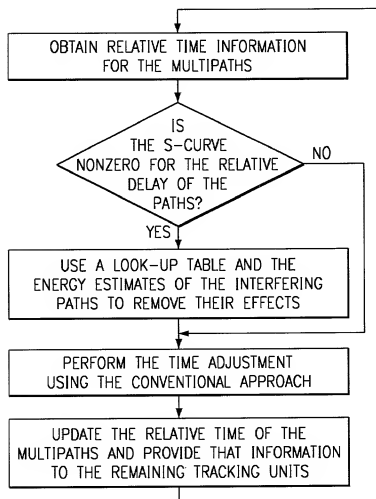 OBTAIN RELATIVE TIME INFORMATION
FOR THE MULTIPATHS
IS
THE S-CURVE
NONZERO FOR THE RELATIVE
DELAY OF THE
PATHS?
NO
YES
USE A LOOK-UP TABLE AND THE
ENERGY ESTIMATES OF THE INTERFERING
PATHS TO REMOVE THEIR EFFECTS
PERFORM THE TIME ADJUSTMENT
USING THE CONVENTIONAL APPROACH
UPDATE THE RELATIVE TIME OF THE
MULTIPATHS AND PROVIDE THAT INFORMATION
TO THE REMAINING TRACKING UNITS